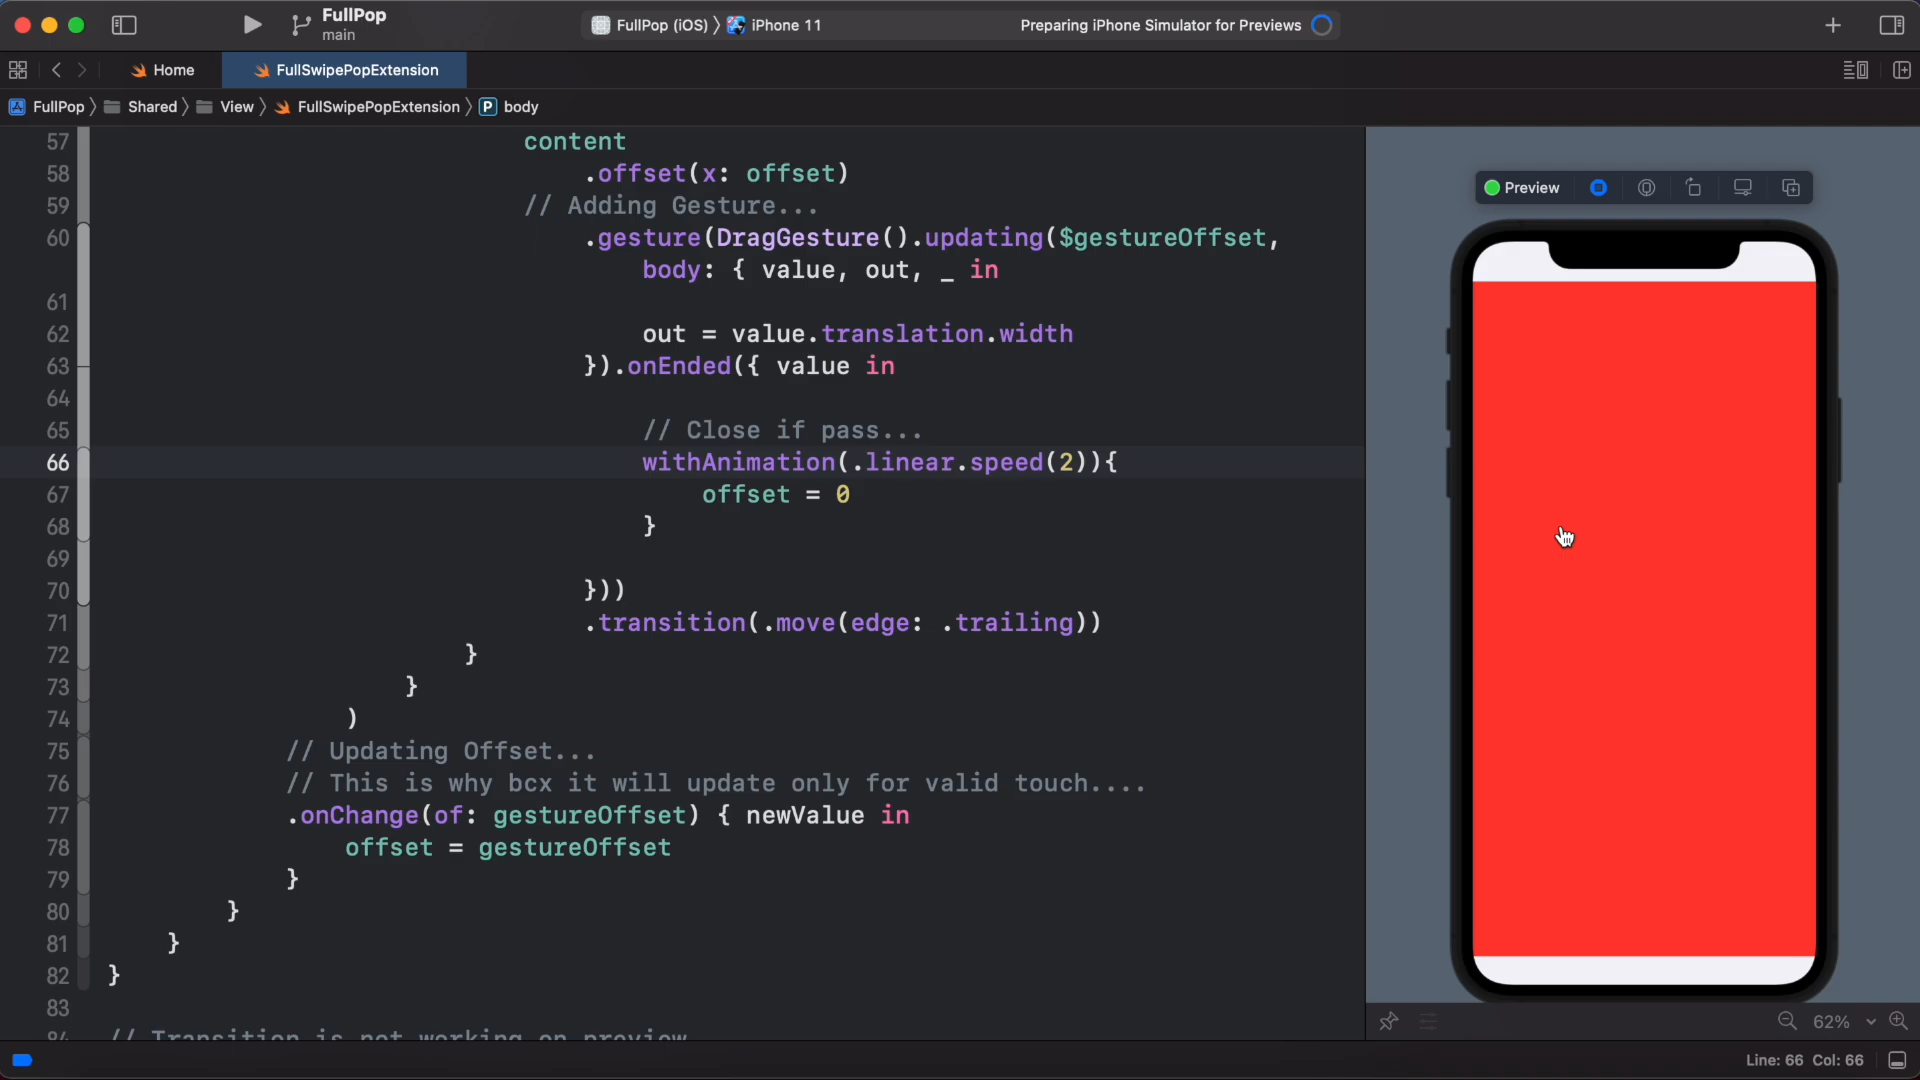 FullPop
main
FullPop (iOS) 〉 iPhone 11
Preparing iPhone Simulator for Previews
Home
FullSwipePopExtension
FullPop 〉 Shared 〉 View 〉 FullSwipePopExtension 〉 P body
57 content
58 .offset(x: offset)
59 // Adding Gesture...
60 .gesture(DragGesture().updating($gestureOffset,
body: { value, out, _ in
61
62 out = value.translation.width
63 }).onEnded({ value in
64
65 // Close if pass...
66 withAnimation(.linear.speed(2)){
67 offset = 0
68 }
69
70 }))
71 .transition(.move(edge: .trailing))
72 }
73 }
74 )
75 // Updating Offset...
76 // This is why bcx it will update only for valid touch....
77 .onChange(of: gestureOffset) { newValue in
78 offset = gestureOffset
79 }
80 }
81 }
82 }
83
84 // Transition is not working on preview
Preview
62%
Line: 66 Col: 66